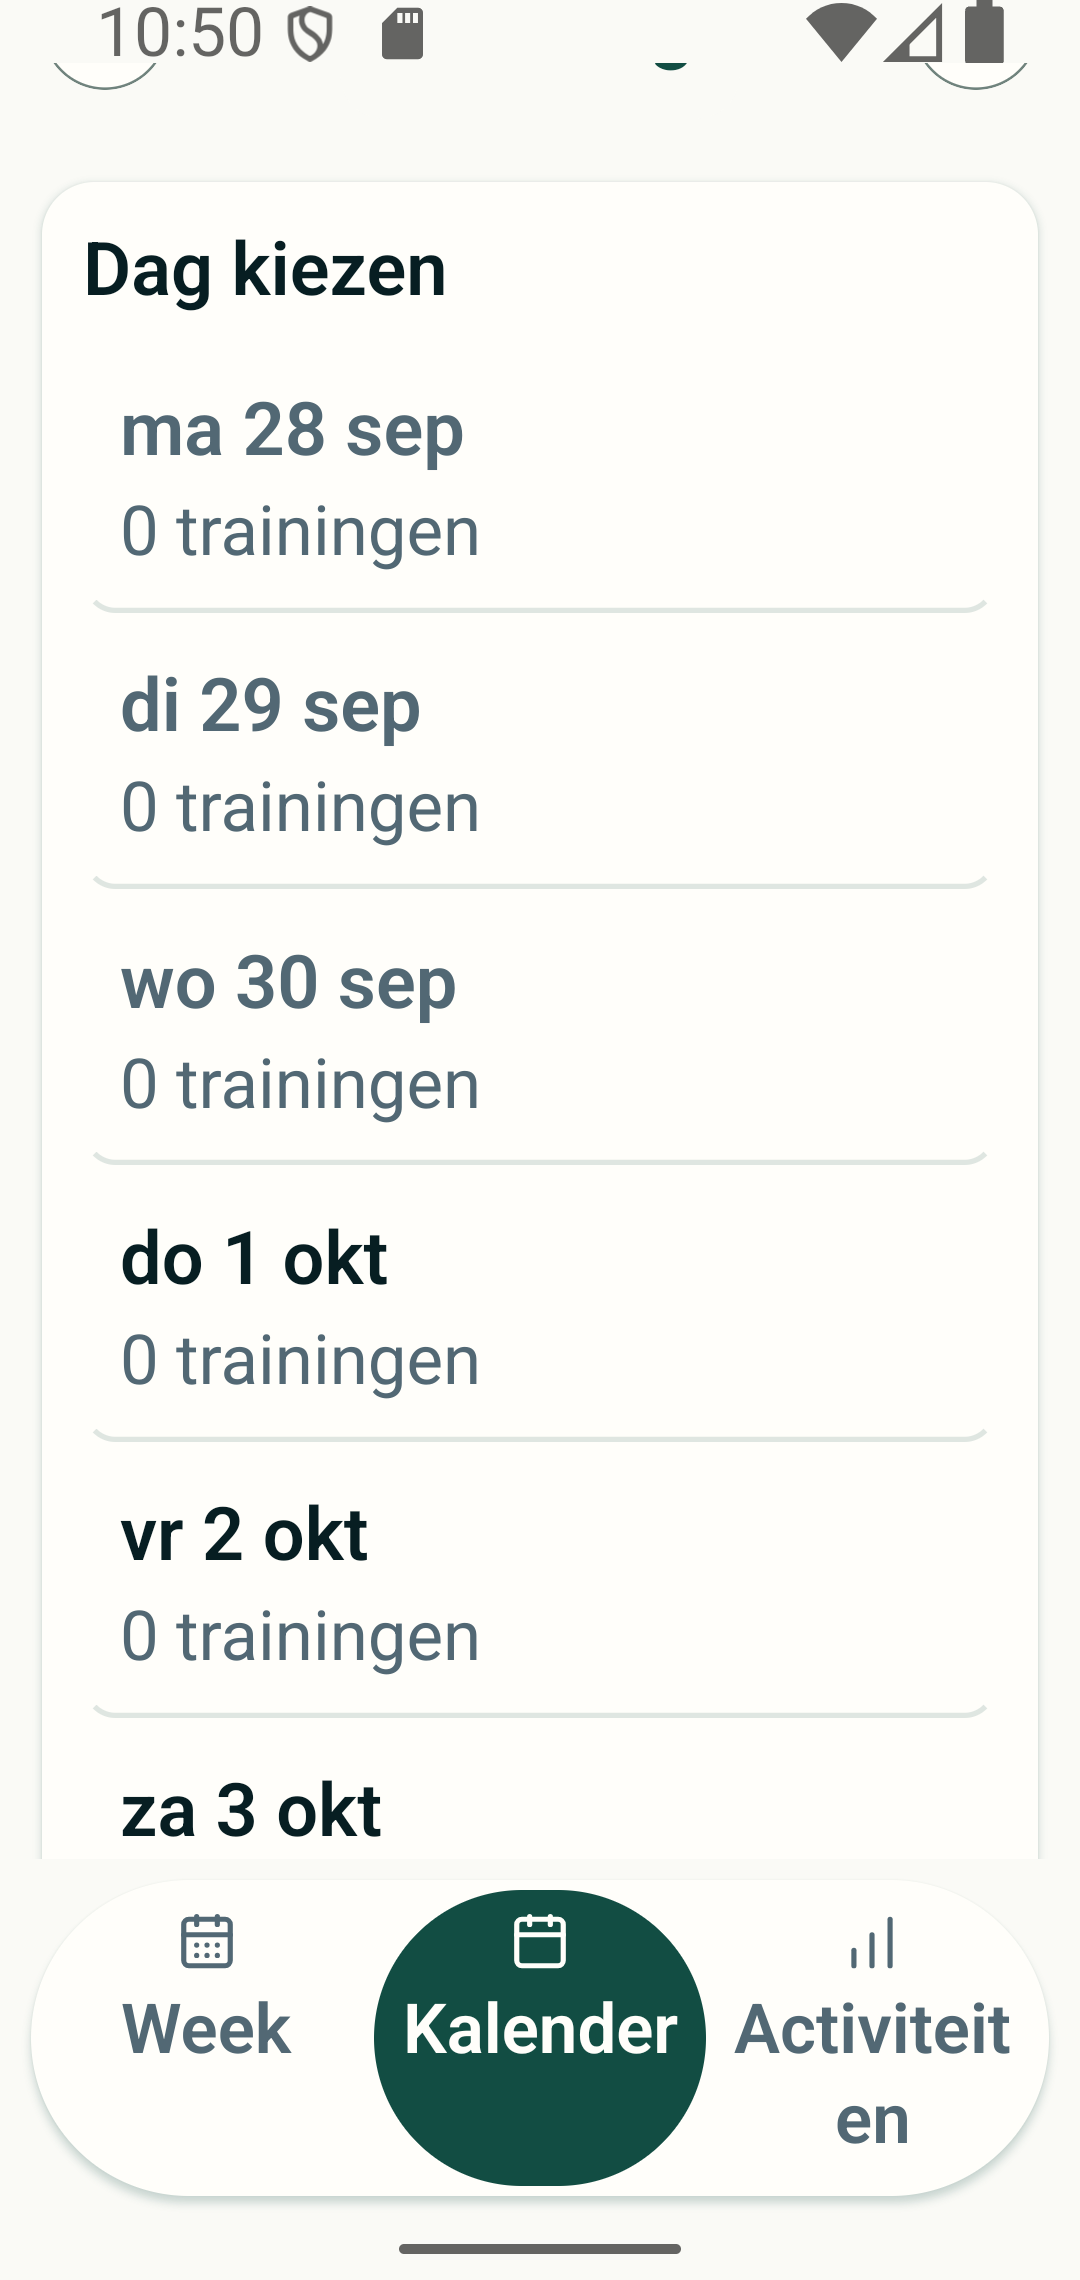 10:50
Dag kiezen
ma 28 sep
0 trainingen
di 29 sep
0 trainingen
wo 30 sep
0 trainingen
do 1 okt
0 trainingen
vr 2 okt
0 trainingen
za 3 okt
Week
Kalender
Activiteit
en